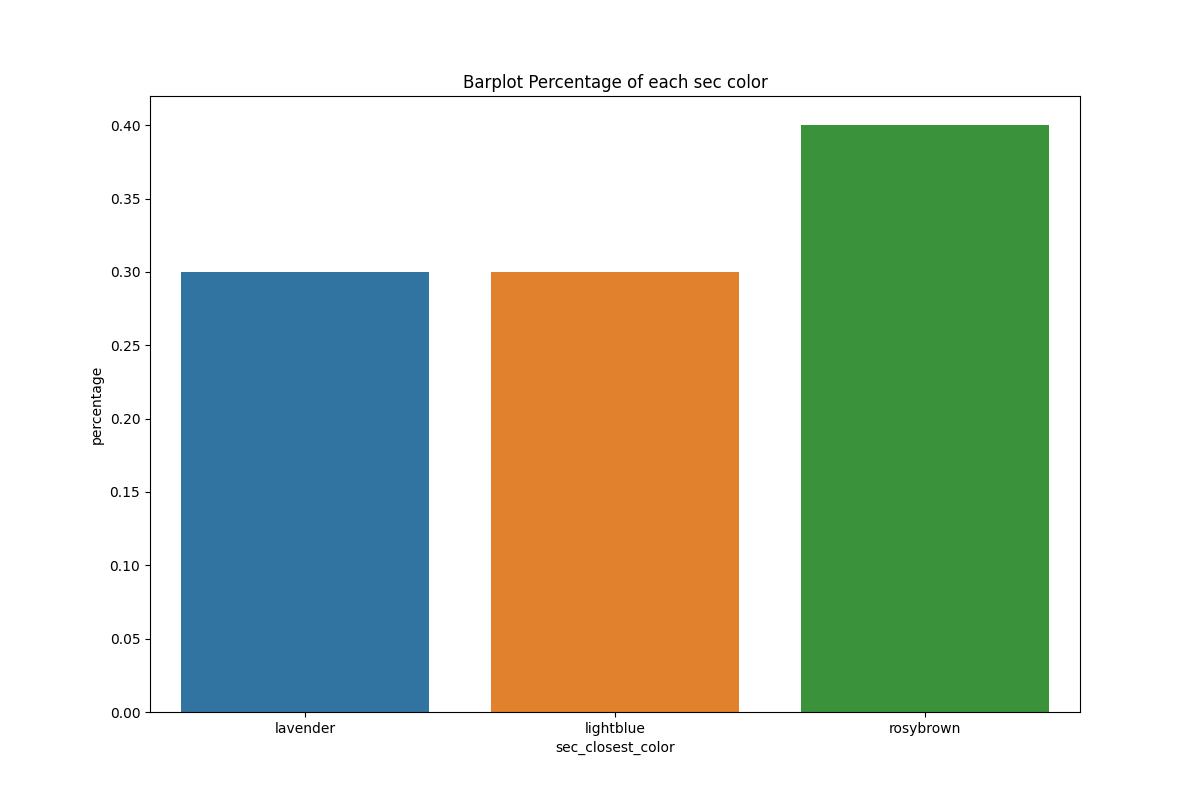 Barplot Percentage of each sec color
0.40
0.35
0.30
0.25
0.20
0.15
0.10
0.05
0.00
percentage
lavender lightblue rosybrown
sec_closest_color